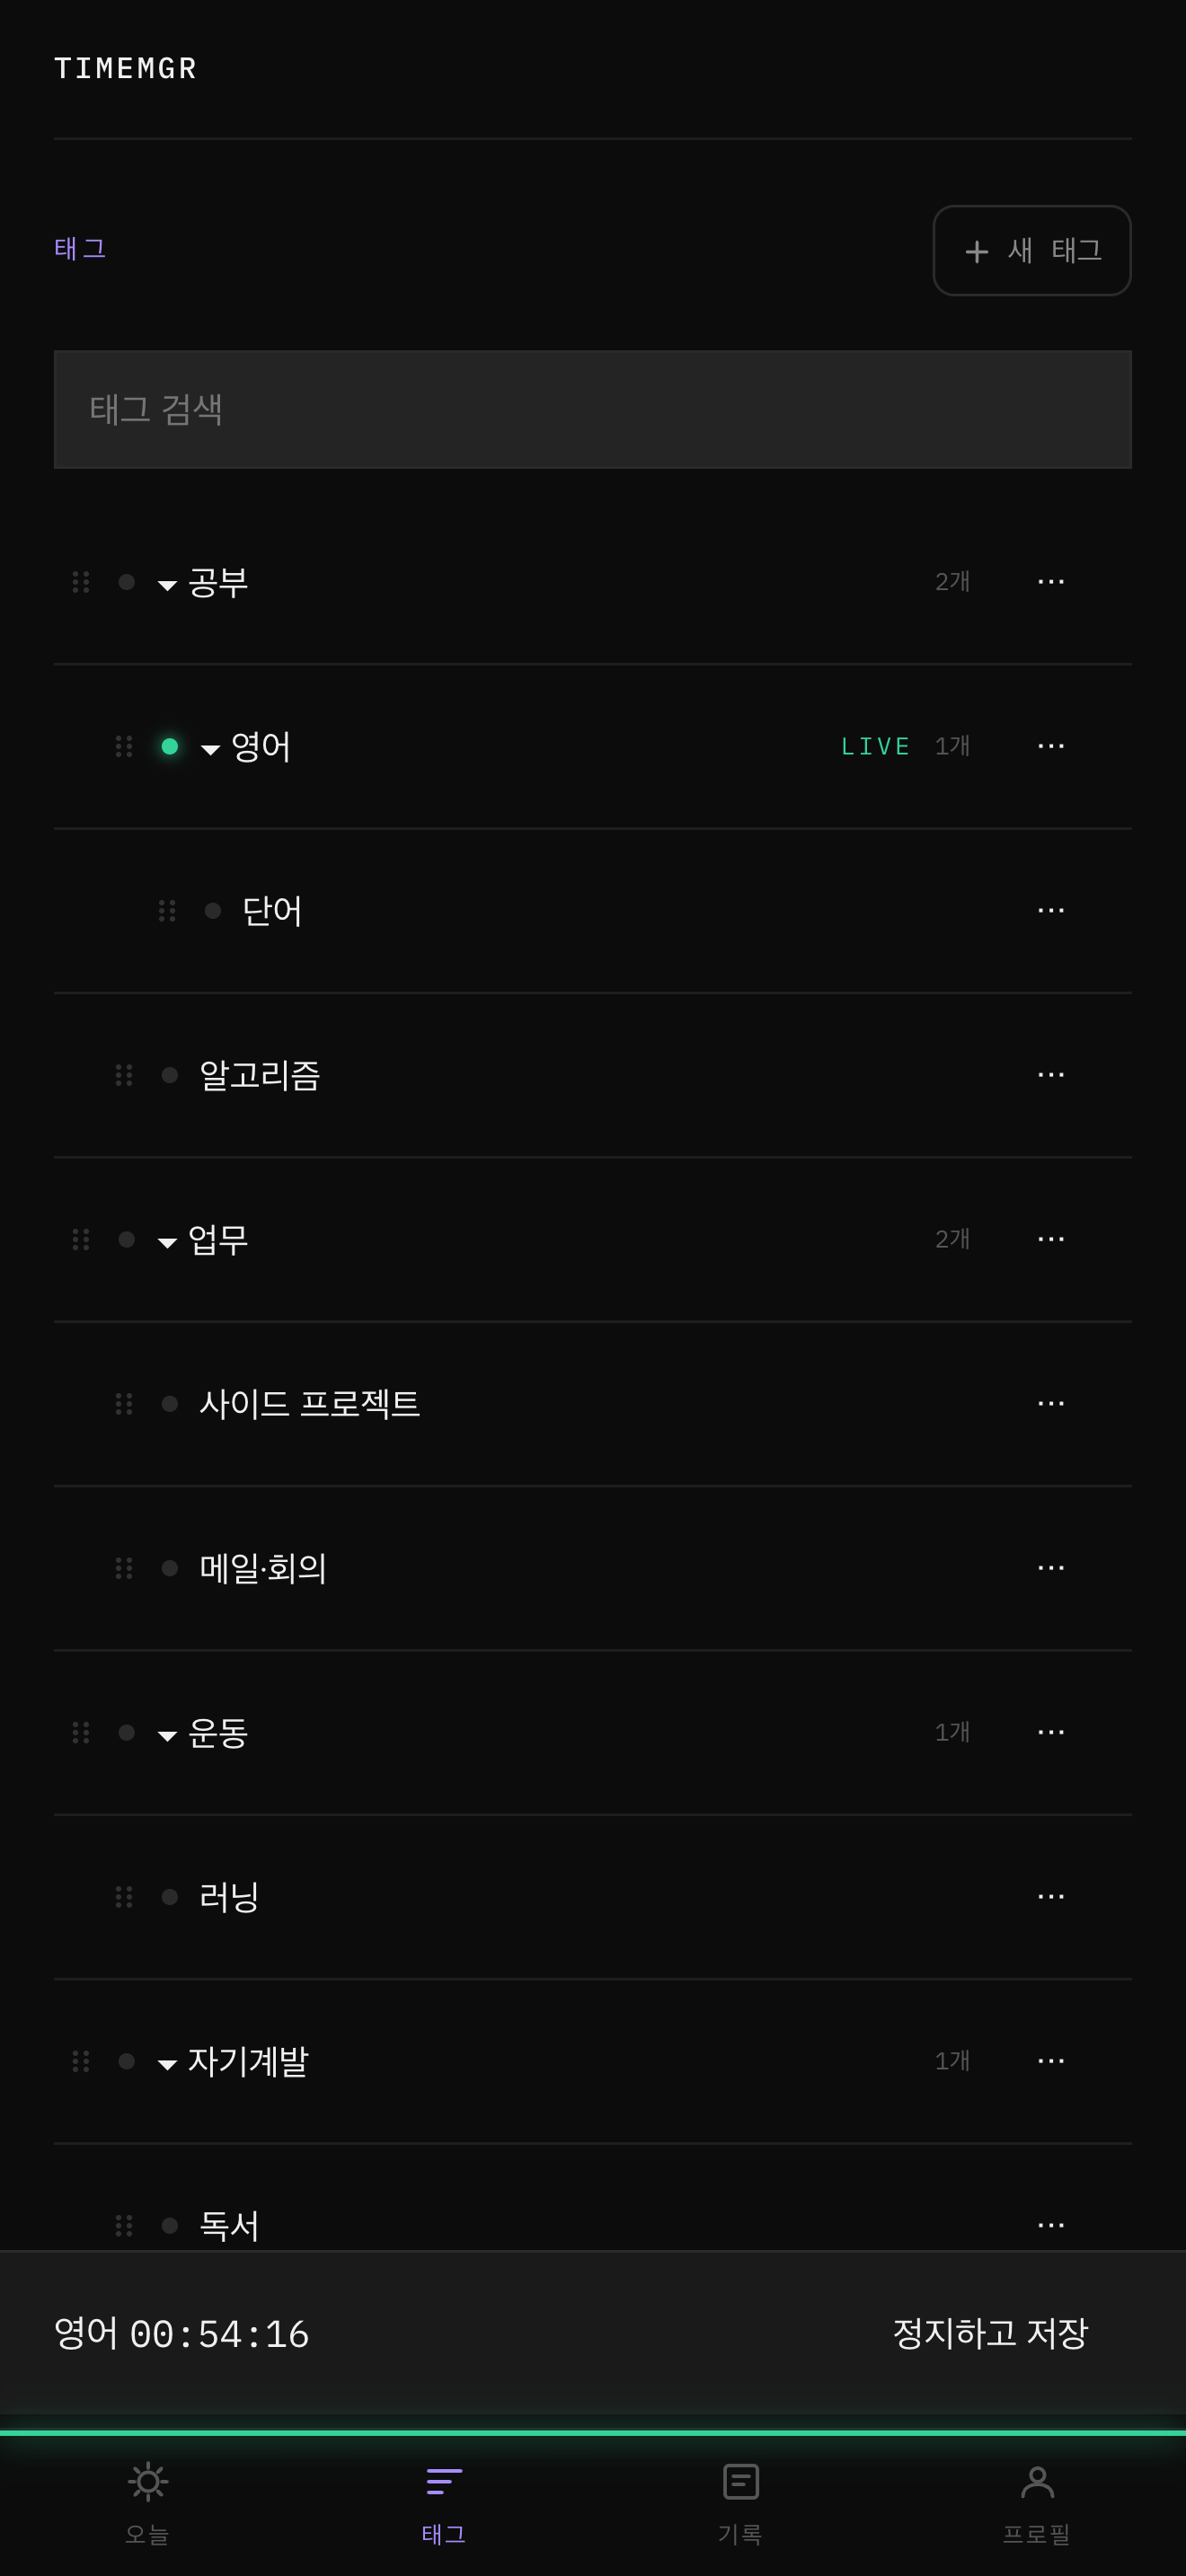 TIMEMGR
태그
+ 새 태그
태그 검색
공부 2개 ...
영어 LIVE 1개 ...
단어 ...
알고리즘 ...
업무 2개 ...
사이드 프로젝트 ...
메일·회의 ...
운동 1개 ...
러닝 ...
자기계발 1개 ...
독서 ...
영어 00:54:16 정지하고 저장
오늘 태그 기록 프로필